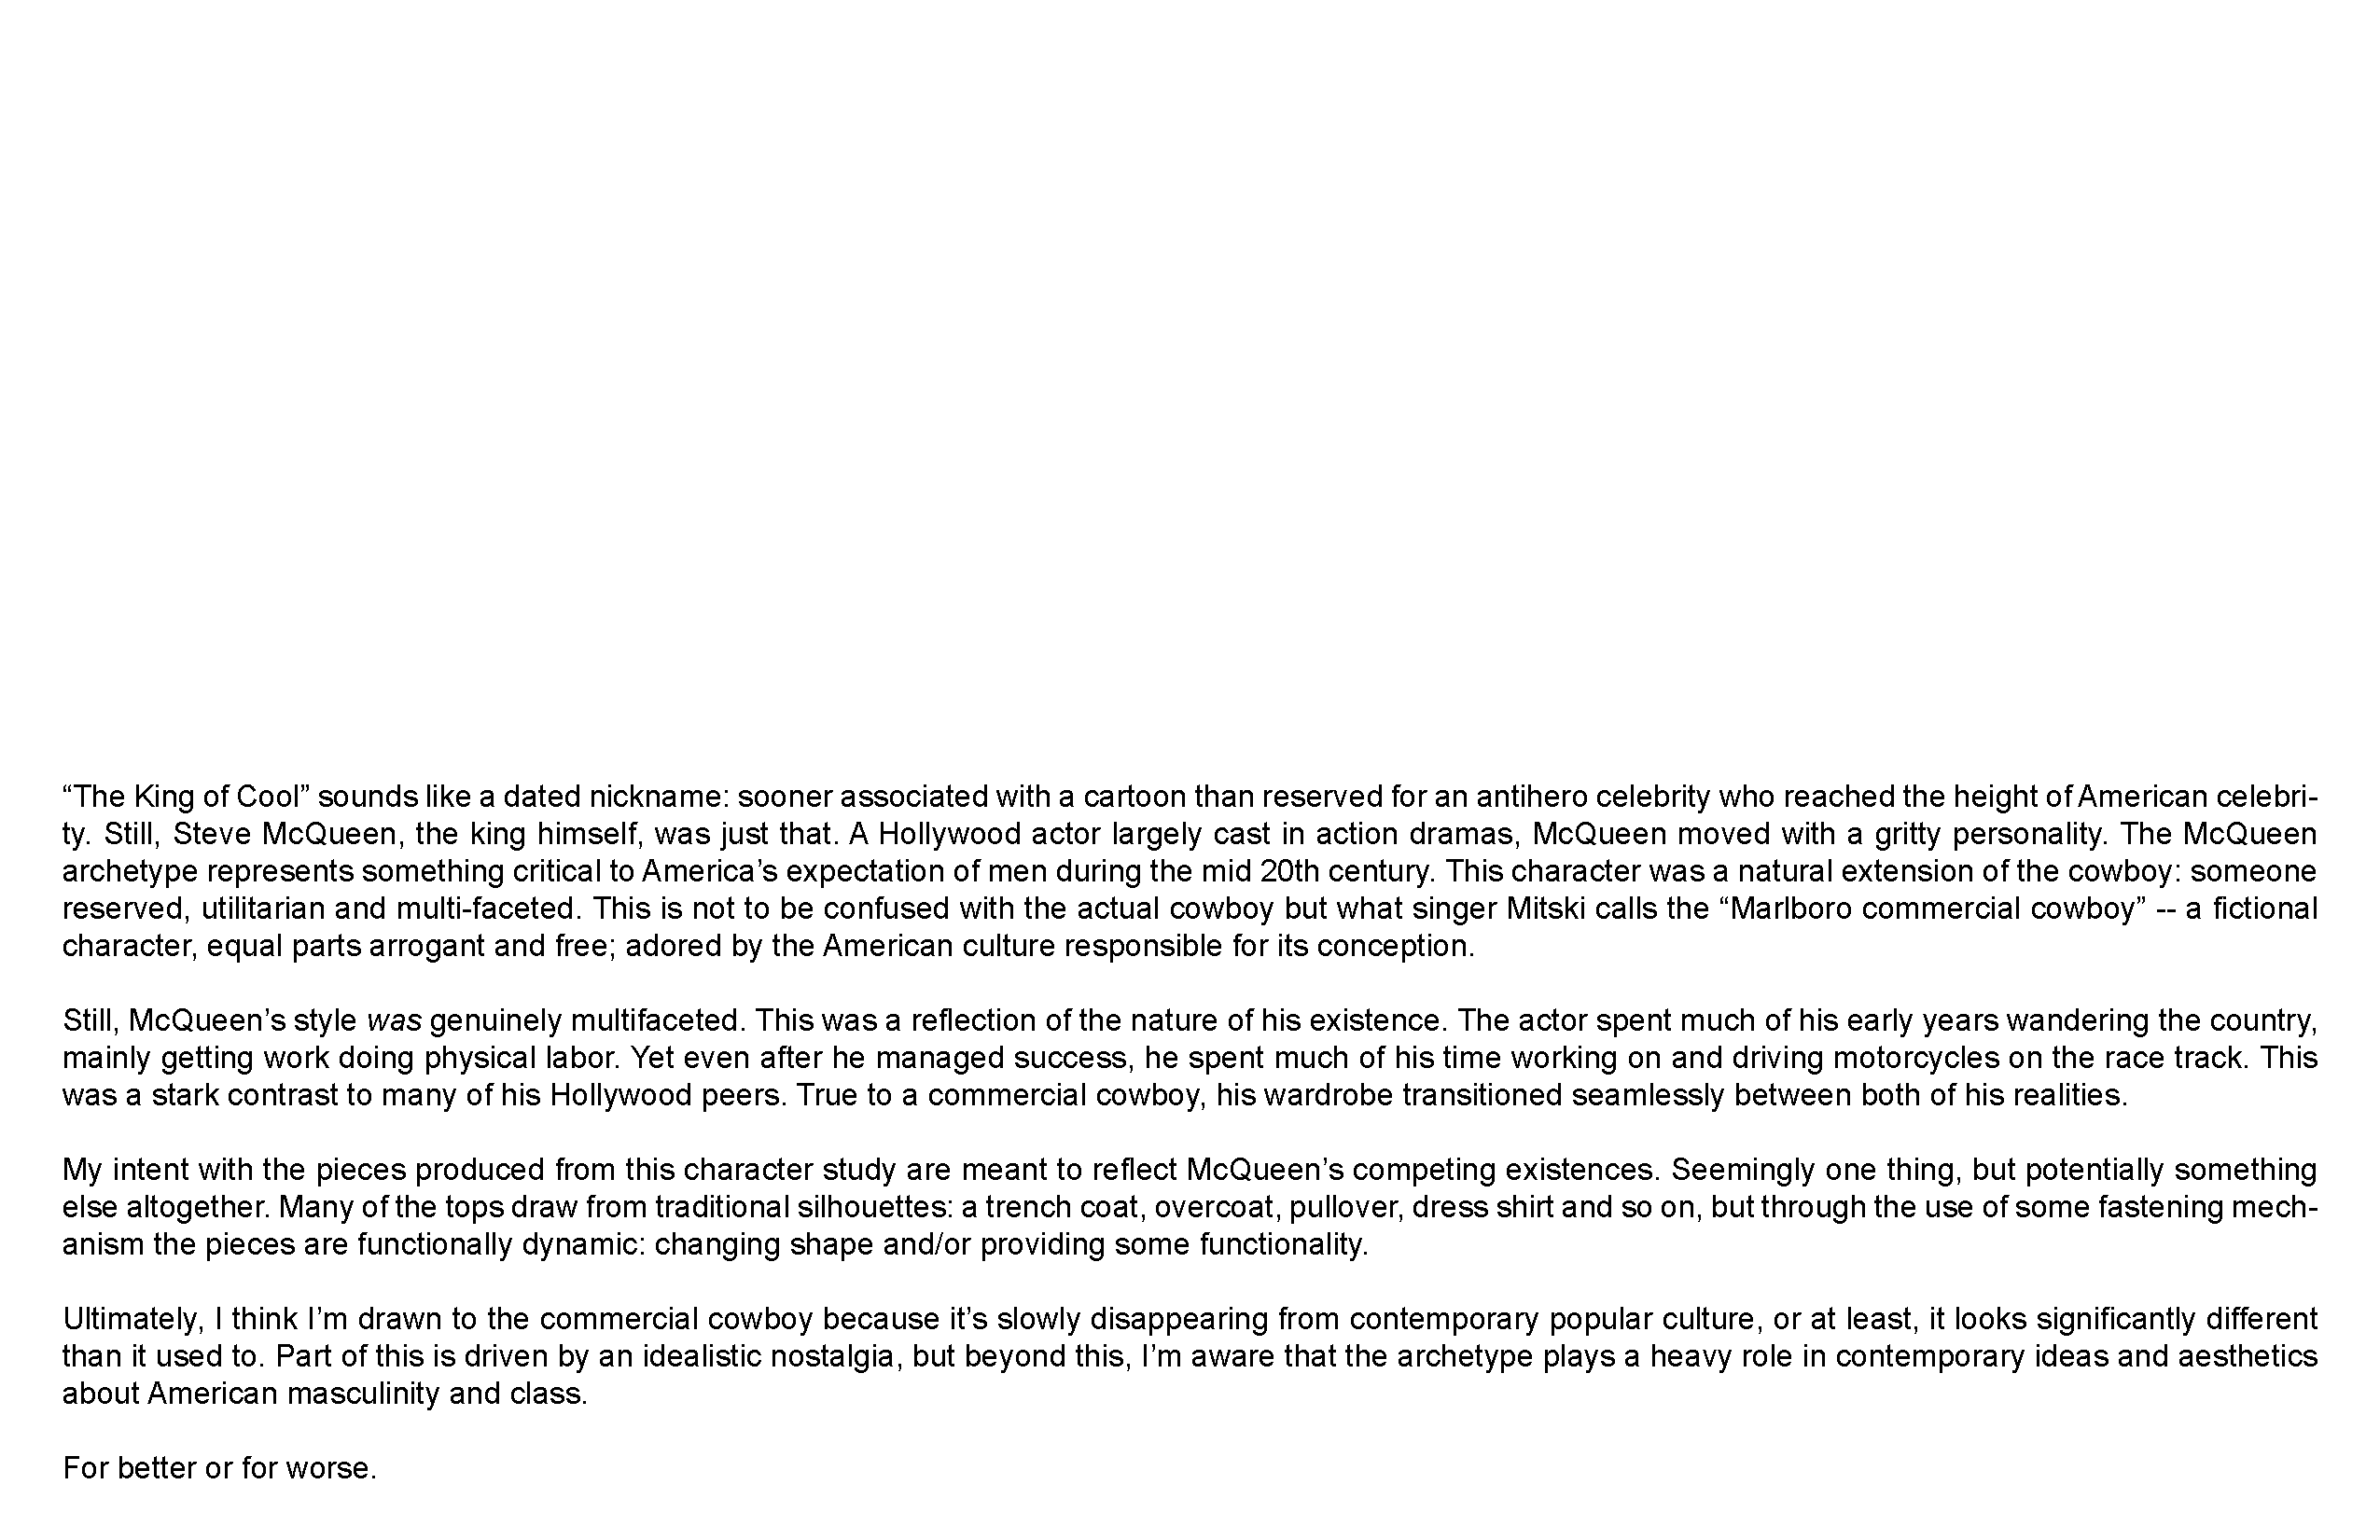 “The King of Cool” sounds like a dated nickname: sooner associated with a cartoon than reserved for an antihero celebrity who reached the height of American celebri-
ty. Still, Steve McQueen, the king himself, was just that. A Hollywood actor largely cast in action dramas, McQueen moved with a gritty personality. The McQueen
archetype represents something critical to America’s expectation of men during the mid 20th century. This character was a natural extension of the cowboy: someone
reserved, utilitarian and multi-faceted. This is not to be confused with the actual cowboy but what singer Mitski calls the “Marlboro commercial cowboy” -- a fictional
character, equal parts arrogant and free; adored by the American culture responsible for its conception.
Still, McQueen’s style was genuinely multifaceted. This was a reflection of the nature of his existence. The actor spent much of his early years wandering the country,
mainly getting work doing physical labor. Yet even after he managed success, he spent much of his time working on and driving motorcycles on the race track. This
was a stark contrast to many of his Hollywood peers. True to a commercial cowboy, his wardrobe transitioned seamlessly between both of his realities.
My intent with the pieces produced from this character study are meant to reflect McQueen’s competing existences. Seemingly one thing, but potentially something
else altogether. Many of the tops draw from traditional silhouettes: a trench coat, overcoat, pullover, dress shirt and so on, but through the use of some fastening mech-
anism the pieces are functionally dynamic: changing shape and/or providing some functionality.
Ultimately, I think I’m drawn to the commercial cowboy because it’s slowly disappearing from contemporary popular culture, or at least, it looks significantly different
than it used to. Part of this is driven by an idealistic nostalgia, but beyond this, I’m aware that the archetype plays a heavy role in contemporary ideas and aesthetics
about American masculinity and class.
For better or for worse.